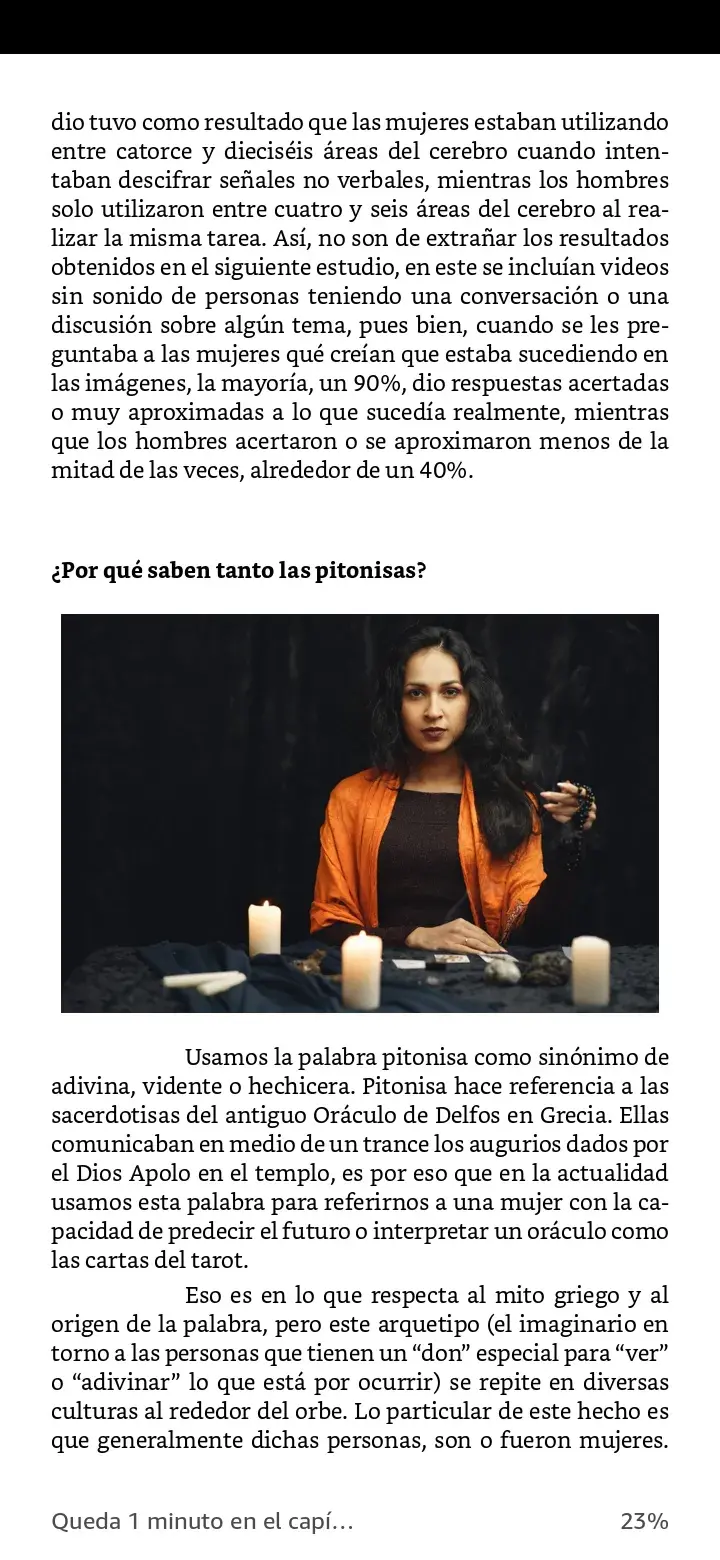 dio tuvo como resultado que las mujeres estaban utilizando
entre catorce y dieciséis áreas del cerebro cuando inten-
taban descifrar señales no verbales, mientras los hombres
solo utilizaron entre cuatro y seis áreas del cerebro al rea-
lizar la misma tarea. Así, no son de extrañar los resultados
obtenidos en el siguiente estudio, en este se incluían videos
sin sonido de personas teniendo una conversación o una
discusión sobre algún tema, pues bien, cuando se les pre-
guntaba a las mujeres qué creían que estaba sucediendo en
las imágenes, la mayoría, un 90%, dio respuestas acertadas
o muy aproximadas a lo que sucedía realmente, mientras
que los hombres acertaron o se aproximaron menos de la
mitad de las veces, alrededor de un 40%.
¿Por qué saben tanto las pitonisas?
Usamos la palabra pitonisa como sinónimo de
adivina, vidente o hechicera. Pitonisa hace referencia a las
sacerdotisas del antiguo Oráculo de Delfos en Grecia. Ellas
comunicaban en medio de un trance los augurios dados por
el Dios Apolo en el templo, es por eso que en la actualidad
usamos esta palabra para referirnos a una mujer con la ca-
pacidad de predecir el futuro o interpretar un oráculo como
las cartas del tarot.
Eso es en lo que respecta al mito griego y al
origen de la palabra, pero este arquetipo (el imaginario en
torno a las personas que tienen un “don” especial para “ver”
o “adivinar” lo que está por ocurrir) se repite en diversas
culturas al rededor del orbe. Lo particular de este hecho es
que generalmente dichas personas, son o fueron mujeres.
Queda 1 minuto en el capí… 23%